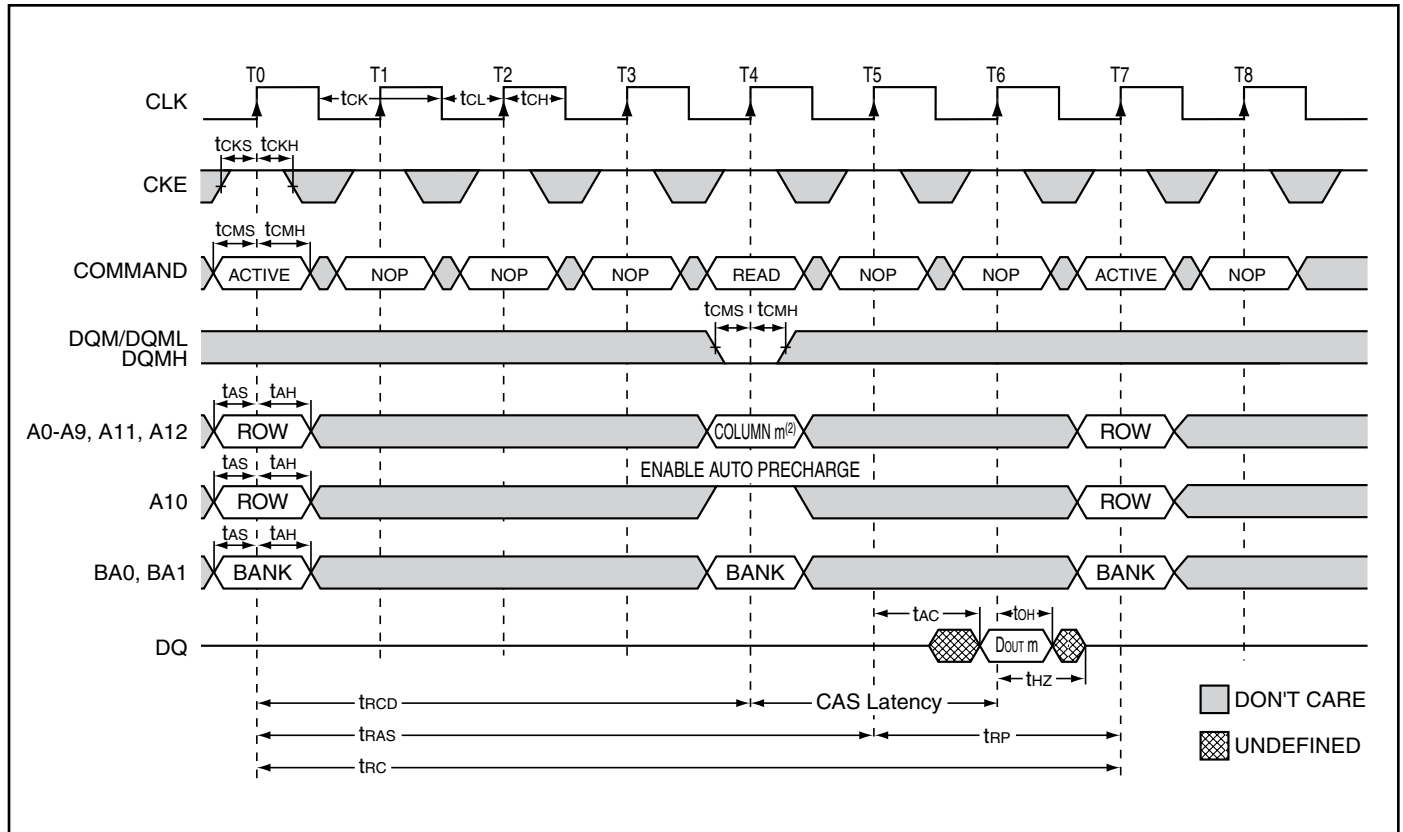 T0 T1 T2 T3 T4 T5 T6 T7 T8
CLK tCK tCL tCH
tCKS tCKH
CKE
tCMS tCMH
COMMAND ACTIVE NOP NOP NOP READ NOP NOP ACTIVE NOP
tCMS tCMH
DQM/DQML
DQMH
tAS tAH
A0-A9, A11, A12 ROW COLUMN m(2) ROW
tAS tAH ENABLE AUTO PRECHARGE
A10 ROW ROW
tAS tAH
BA0, BA1 BANK BANK BANK
tAC tOH
DQ DOUT m
tHZ
tRCD CAS Latency DON'T CARE
tRAS tRP
UNDEFINED
tRC